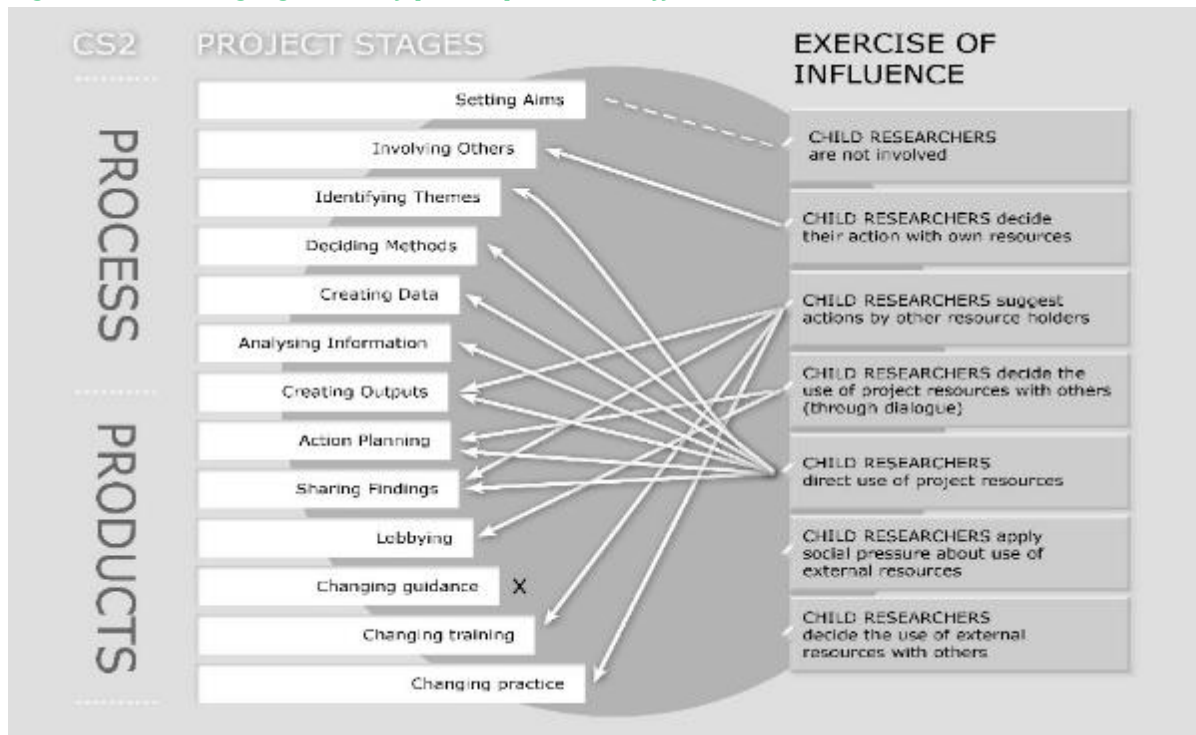 CS2
PROJECT STAGES
EXERCISE OF
INFLUENCE
PROCESS
Setting Aims
Involving Others
Identifying Themes
Deciding Methods
Creating Data
Analysing Information
PRODUCTS
Creating Outputs
Action Planning
Sharing Findings
Lobbying
Changing guidance X
Changing training
Changing practice
CHILD RESEARCHERS
are not involved
CHILD RESEARCHERS decide
their action with own resources
CHILD RESEARCHERS suggest
actions by other resource holders
CHILD RESEARCHERS decide the
use of project resources with others
(through dialogue)
CHILD RESEARCHERS
direct use of project resources
CHILD RESEARCHERS apply
social pressure about use of
external resources
CHILD RESEARCHERS
decide the use of external
resources with others